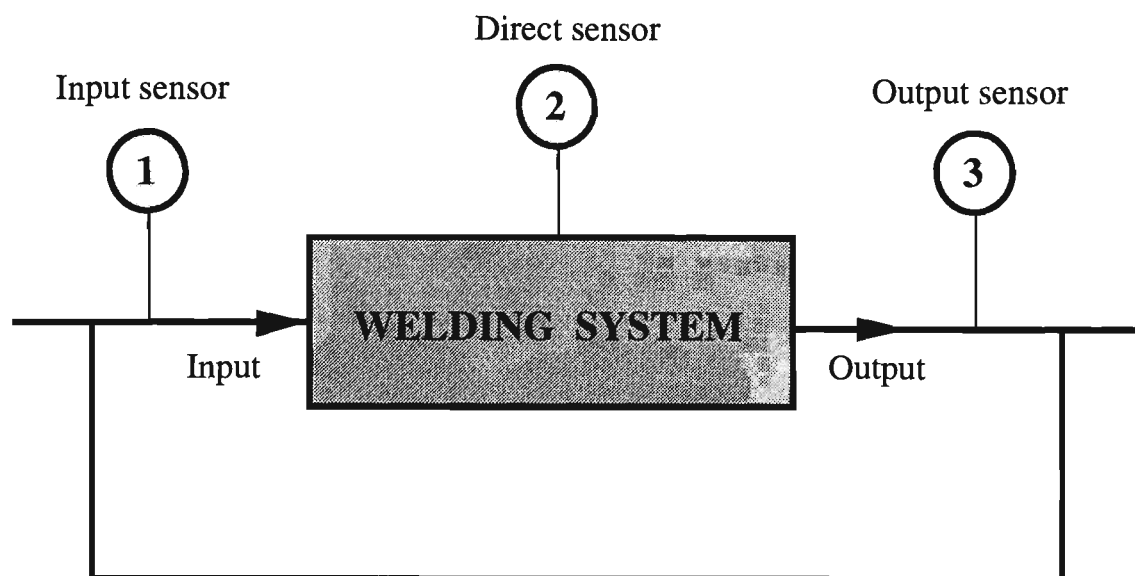 Direct sensor
Input sensor
Output sensor
2
1
3
WELDING SYSTEM
Input
Output